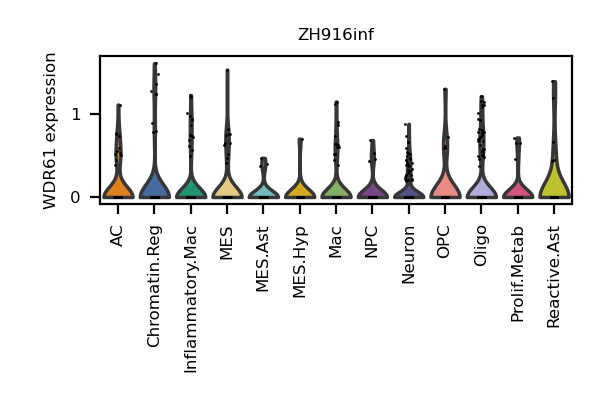 ZH916inf
WDR61 expression
1
0
AC
Chromatin.Reg
Inflammatory.Mac
MES
MES.Ast
MES.Hyp
Mac
NPC
Neuron
OPC
Oligo
Prolif.Metab
Reactive.Ast